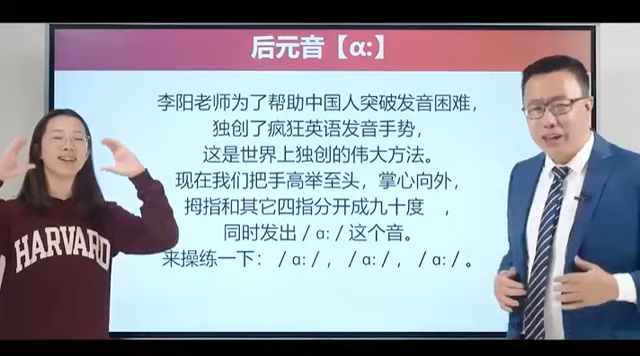 后元音【ɑ:】
李阳老师为了帮助中国人突破发音困难，
独创了疯狂英语发音手势，
这是世界上独创的伟大方法。
现在我们把手高举至头，掌心向外，
拇指和其它四指分开成九十度 ，
同时发出 / ɑ: / 这个音。
来操练一下： / ɑ: / ， / ɑ: / ， / ɑ: / 。
HARVARD